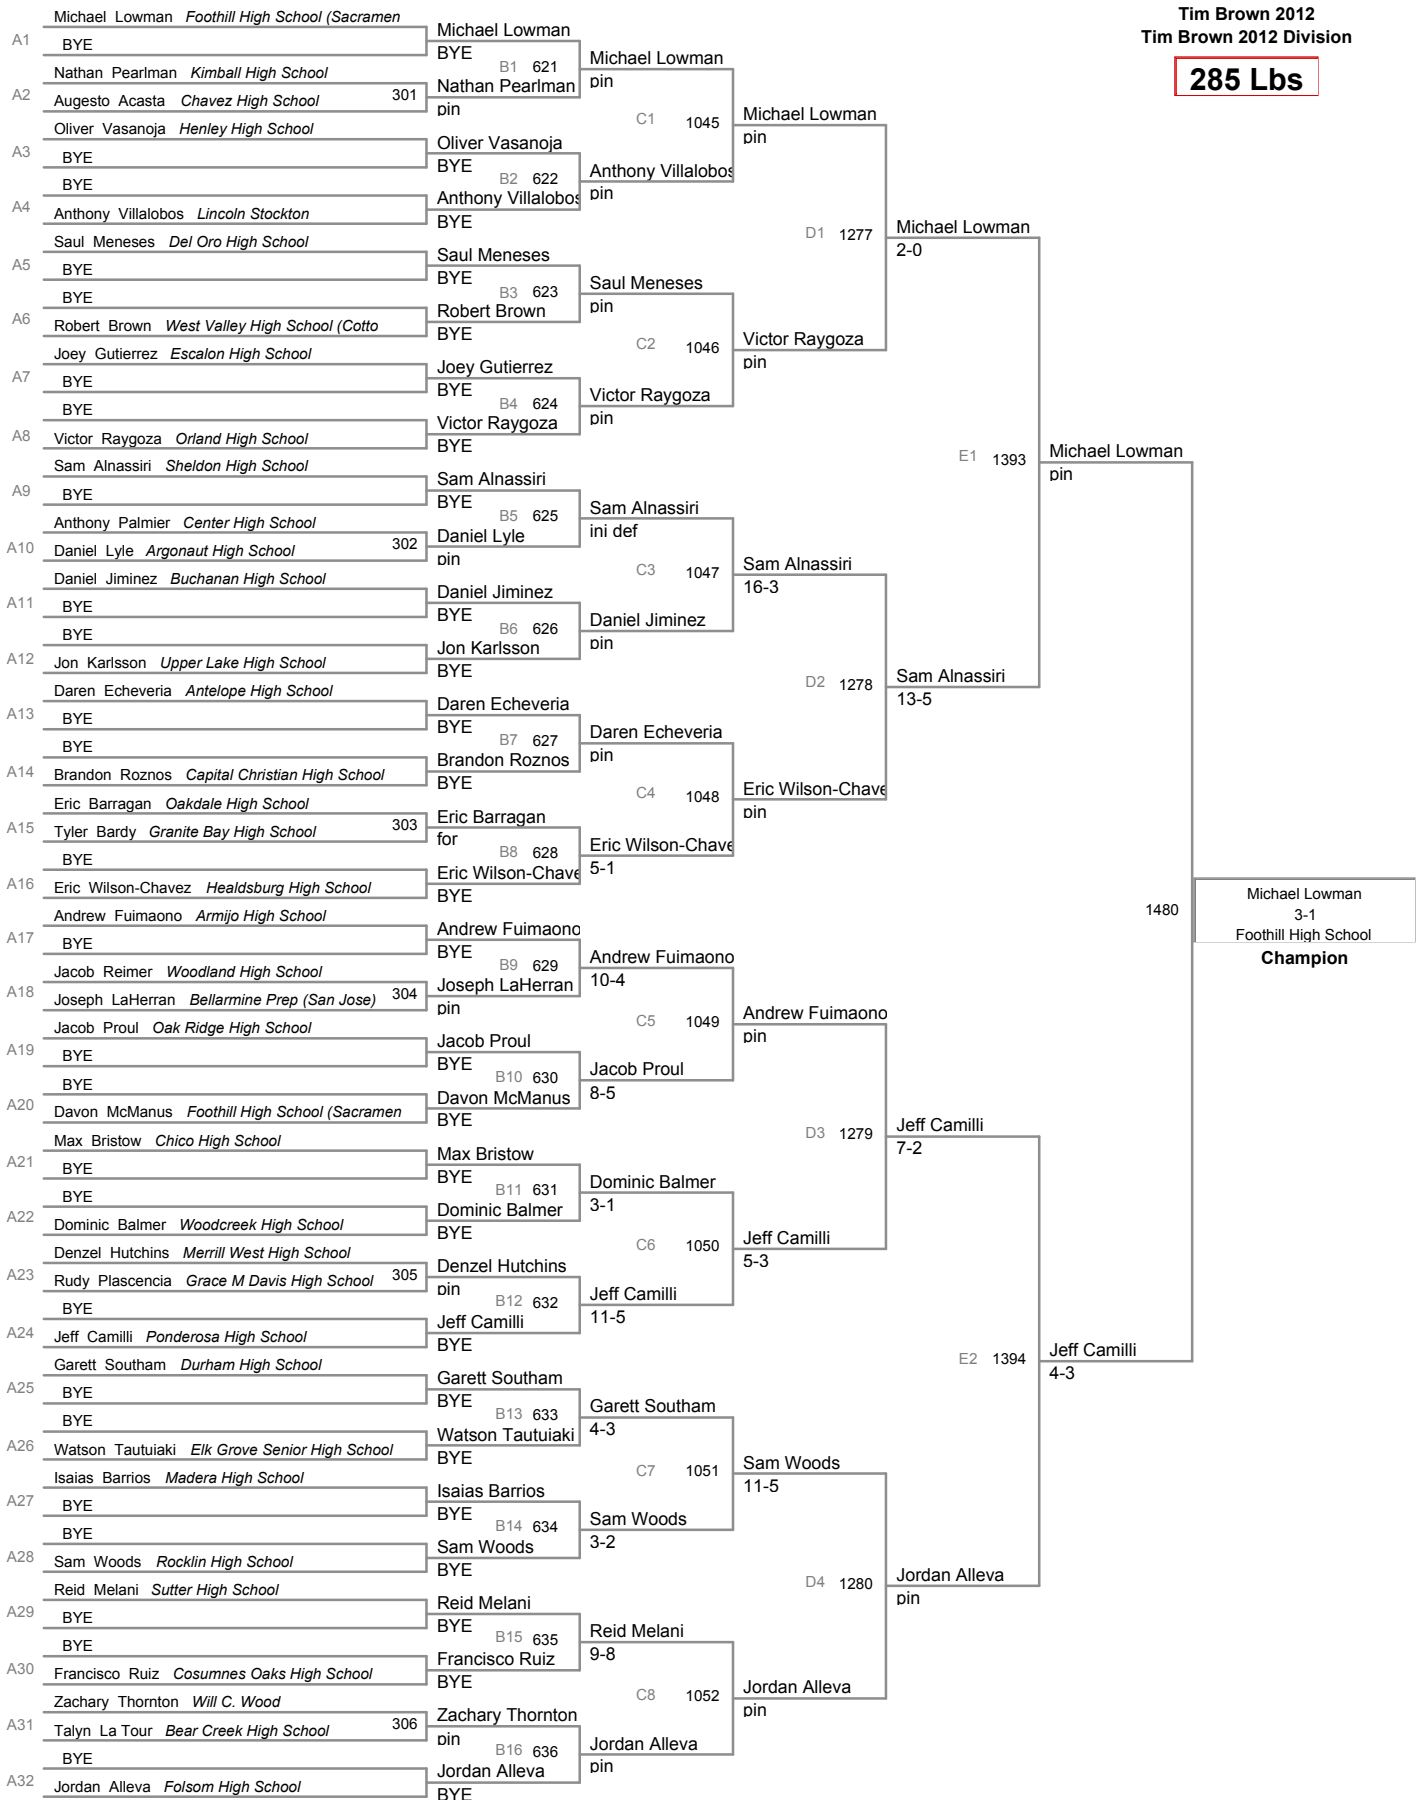 Tim Brown 2012
Tim Brown 2012 Division
285 Lbs
A1
Michael Lowman Foothill High School (Sacramen
BYE
A2
Nathan Pearlman Kimball High School
Augesto Acasta Chavez High School 301
A3
Oliver Vasanoja Henley High School
BYE
A4
BYE
Anthony Villalobos Lincoln Stockton
A5
Saul Meneses Del Oro High School
BYE
A6
BYE
Robert Brown West Valley High School (Cotto
A7
Joey Gutierrez Escalon High School
BYE
A8
BYE
Victor Raygoza Orland High School
A9
Sam Alnassiri Sheldon High School
BYE
A10
Anthony Palmier Center High School
Daniel Lyle Argonaut High School 302
A11
Daniel Jiminez Buchanan High School
BYE
A12
BYE
Jon Karlsson Upper Lake High School
A13
Daren Echeveria Antelope High School
BYE
A14
BYE
Brandon Roznos Capital Christian High School
A15
Eric Barragan Oakdale High School
Tyler Bardy Granite Bay High School 303
A16
BYE
Eric Wilson-Chavez Healdsburg High School
A17
Andrew Fuimaono Armijo High School
BYE
A18
Jacob Reimer Woodland High School
Joseph LaHerran Bellarmine Prep (San Jose) 304
A19
Jacob Proul Oak Ridge High School
BYE
A20
BYE
Davon McManus Foothill High School (Sacramen
A21
Max Bristow Chico High School
BYE
A22
BYE
Dominic Balmer Woodcreek High School
A23
Denzel Hutchins Merrill West High School
Rudy Plascencia Grace M Davis High School 305
A24
BYE
Jeff Camilli Ponderosa High School
A25
Garett Southam Durham High School
BYE
A26
BYE
Watson Tautuiaki Elk Grove Senior High School
A27
Isaias Barrios Madera High School
BYE
A28
BYE
Sam Woods Rocklin High School
A29
Reid Melani Sutter High School
BYE
A30
BYE
Francisco Ruiz Cosumnes Oaks High School
A31
Zachary Thornton Will C. Wood
Talyn La Tour Bear Creek High School 306
A32
BYE
Jordan Alleva Folsom High School
Michael Lowman
BYE
B1 621
Nathan Pearlman
pin
Oliver Vasanoja
BYE
B2 622
Anthony Villalobos
BYE
Saul Meneses
BYE
B3 623
Robert Brown
BYE
Joey Gutierrez
BYE
B4 624
Victor Raygoza
BYE
Sam Alnassiri
BYE
B5 625
Daniel Lyle
pin
Daniel Jiminez
BYE
B6 626
Jon Karlsson
BYE
Daren Echeveria
BYE
B7 627
Brandon Roznos
BYE
Eric Barragan
for
B8 628
Eric Wilson-Chave
BYE
Andrew Fuimaono
BYE
B9 629
Joseph LaHerran
pin
Jacob Proul
BYE
B10 630
Davon McManus
BYE
Max Bristow
BYE
B11 631
Dominic Balmer
BYE
Denzel Hutchins
pin
B12 632
Jeff Camilli
BYE
Garett Southam
BYE
B13 633
Watson Tautuiaki
BYE
Isaias Barrios
BYE
B14 634
Sam Woods
BYE
Reid Melani
BYE
B15 635
Francisco Ruiz
BYE
Zachary Thornton
pin
B16 636
Jordan Alleva
BYE
Michael Lowman
pin
C1 1045
Anthony Villalobos
pin
Saul Meneses
pin
C2 1046
Victor Raygoza
pin
Sam Alnassiri
inj def
C3 1047
Daniel Jiminez
pin
Daren Echeveria
pin
C4 1048
Eric Wilson-Chave
5-1
Andrew Fuimaono
10-4
C5 1049
Jacob Proul
8-5
Dominic Balmer
3-1
C6 1050
Jeff Camilli
11-5
Garett Southam
4-3
C7 1051
Sam Woods
3-2
Reid Melani
9-8
C8 1052
Jordan Alleva
pin
Michael Lowman
pin
D1 1277
Victor Raygoza
pin
Sam Alnassiri
16-3
D2 1278
Eric Wilson-Chave
pin
Andrew Fuimaono
pin
D3 1279
Jeff Camilli
5-3
Sam Woods
11-5
D4 1280
Jordan Alleva
pin
Michael Lowman
2-0
E1 1393
Sam Alnassiri
13-5
Jeff Camilli
7-2
E2 1394
Jordan Alleva
pin
Michael Lowman
pin
1480
Jeff Camilli
4-3
Michael Lowman
3-1
Foothill High School
Champion